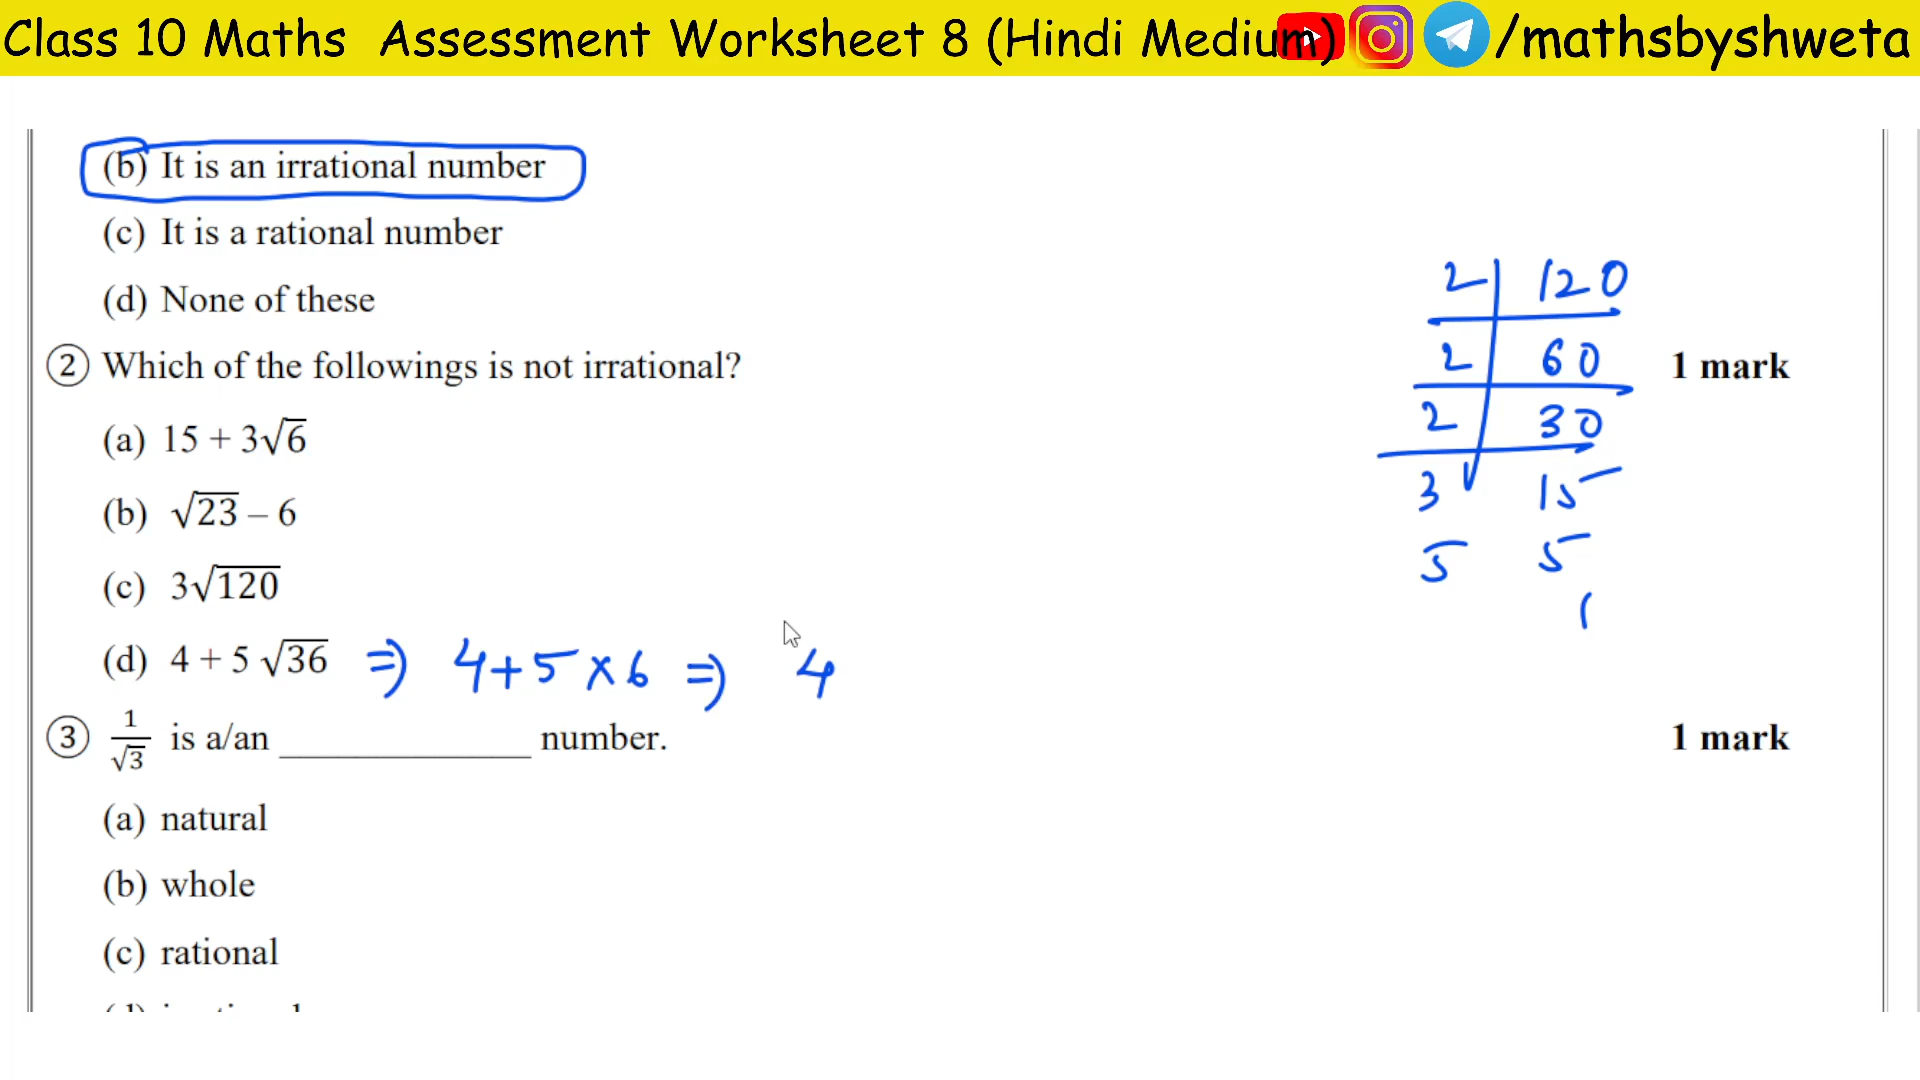 Class 10 Maths Assessment Worksheet 8 (Hindi Medium) /mathsbyshweta
(b) It is an irrational number
(c) It is a rational number
(d) None of these
② Which of the followings is not irrational? 1 mark
(a) 15 + 3√6
(b) √23 – 6
(c) 3√120
(d) 4 + 5 √36 ⇒ 4+5×6 ⇒ 4
③ 1/√3 is a/an ______________ number. 1 mark
(a) natural
(b) whole
(c) rational
2 | 120
2 | 60
2 | 30
3 15
5 5
1